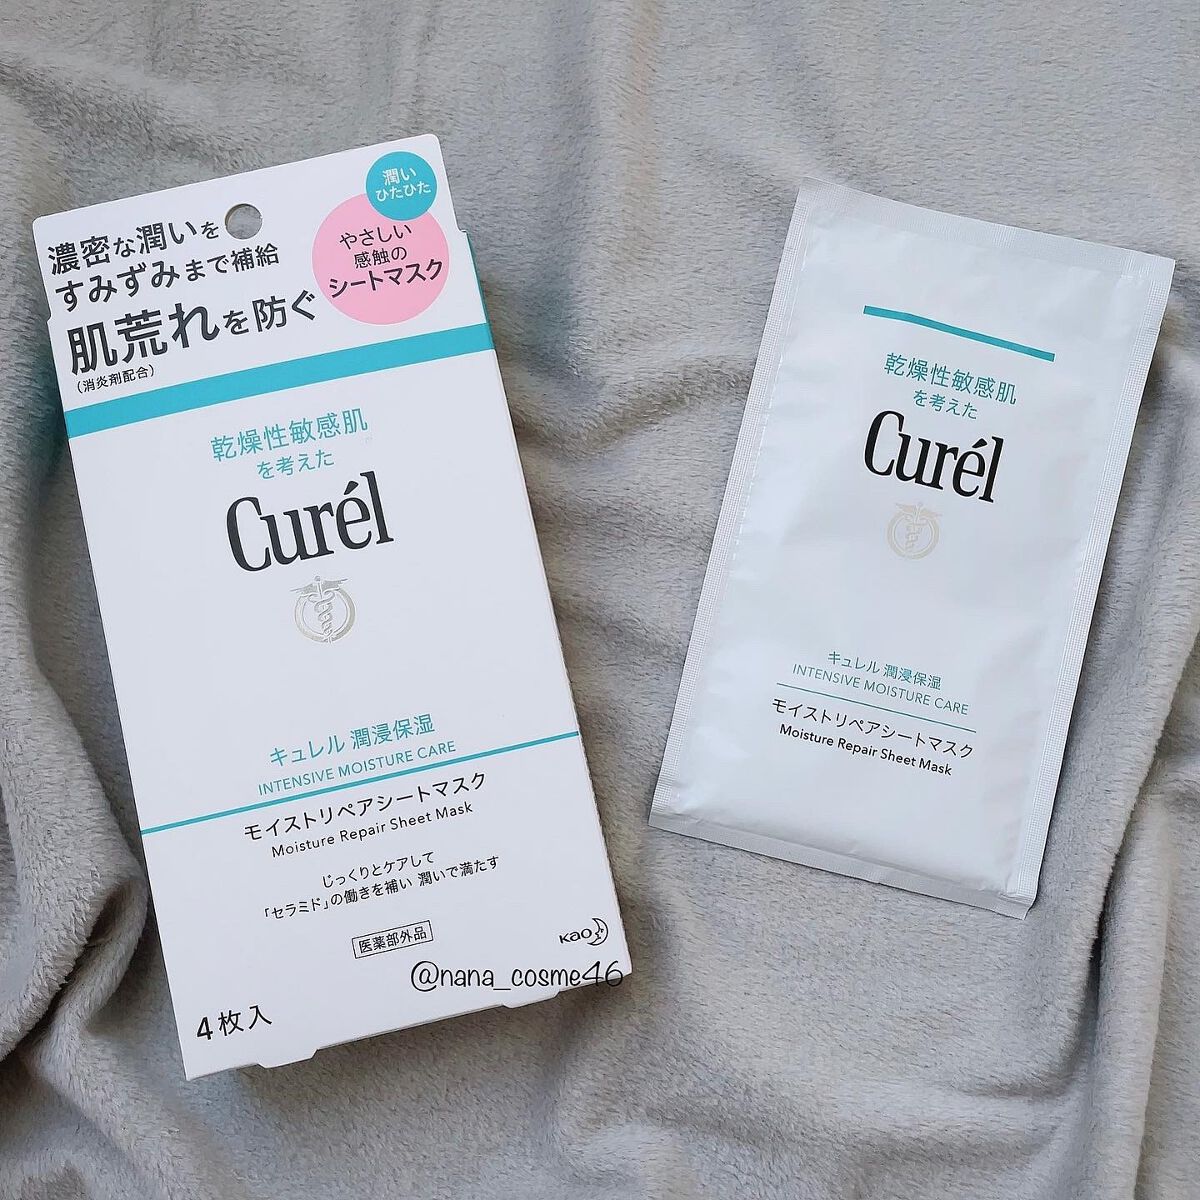 濃密な潤いを
すみずみまで補給
肌荒れを防ぐ
(消炎剤配合)
潤い
ひたひた
やさしい
感触の
シートマスク
乾燥性敏感肌
を考えた
Curél
キュレル 潤浸保湿
INTENSIVE MOISTURE CARE
モイストリペアシートマスク
Moisture Repair Sheet Mask
じっくりとケアして
「セラミド」の働きを補い 潤いで満たす
医薬部外品
Kao
@nana_cosme46
4枚入
乾燥性敏感肌
を考えた
Curél
キュレル 潤浸保湿
INTENSIVE MOISTURE CARE
モイストリペアシートマスク
Moisture Repair Sheet Mask